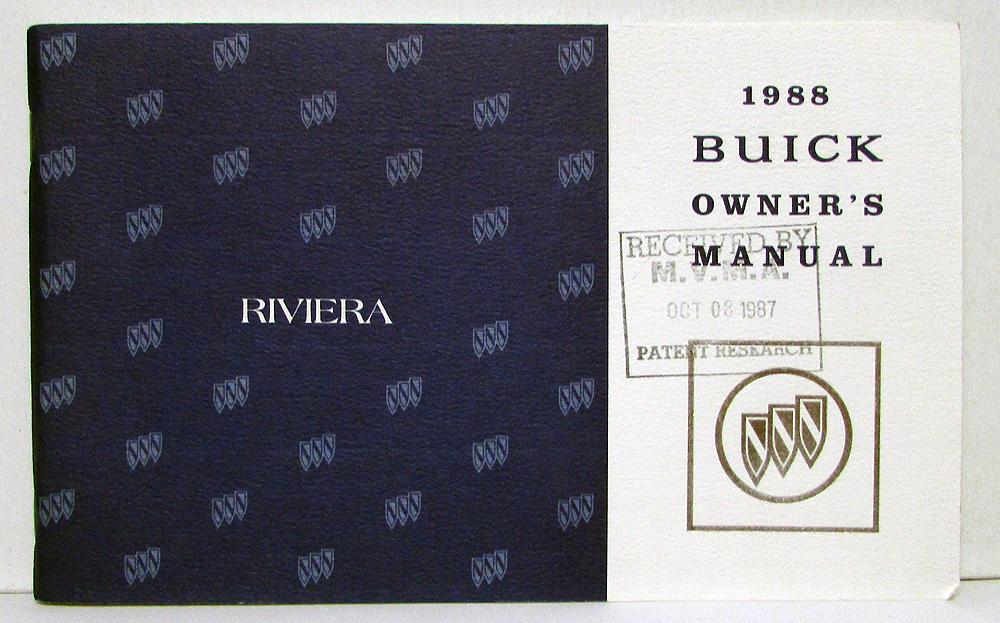 RIVIERA
1988
BUICK
OWNER'S
MANUAL
RECEIVED BY
M.V.M.A.
OCT 08 1987
PATENT RESEARCH